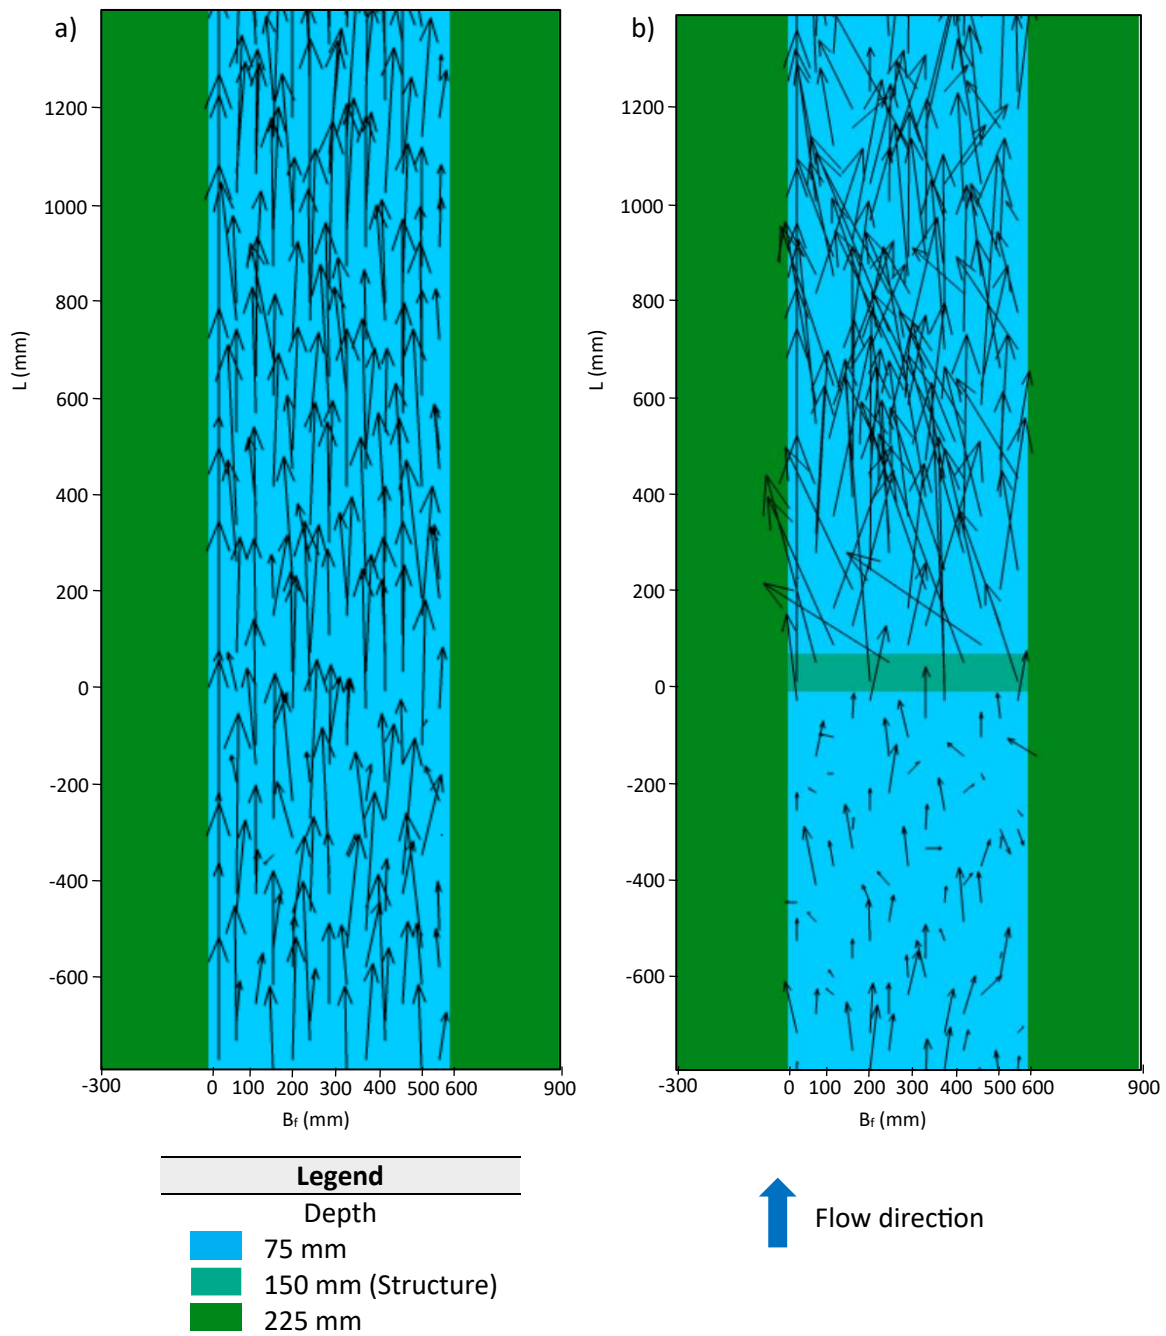 a)
1200
1000
800
600
400
200
0
-200
-400
-600
L (mm)
-300 0 100 200 300 400 500 600 900
Bf (mm)
b)
1200
1000
800
600
400
200
0
-200
-400
-600
L (mm)
-300 0 100 200 300 400 500 600 900
Bf (mm)
Legend
Depth
75 mm
150 mm (Structure)
225 mm
Flow direction